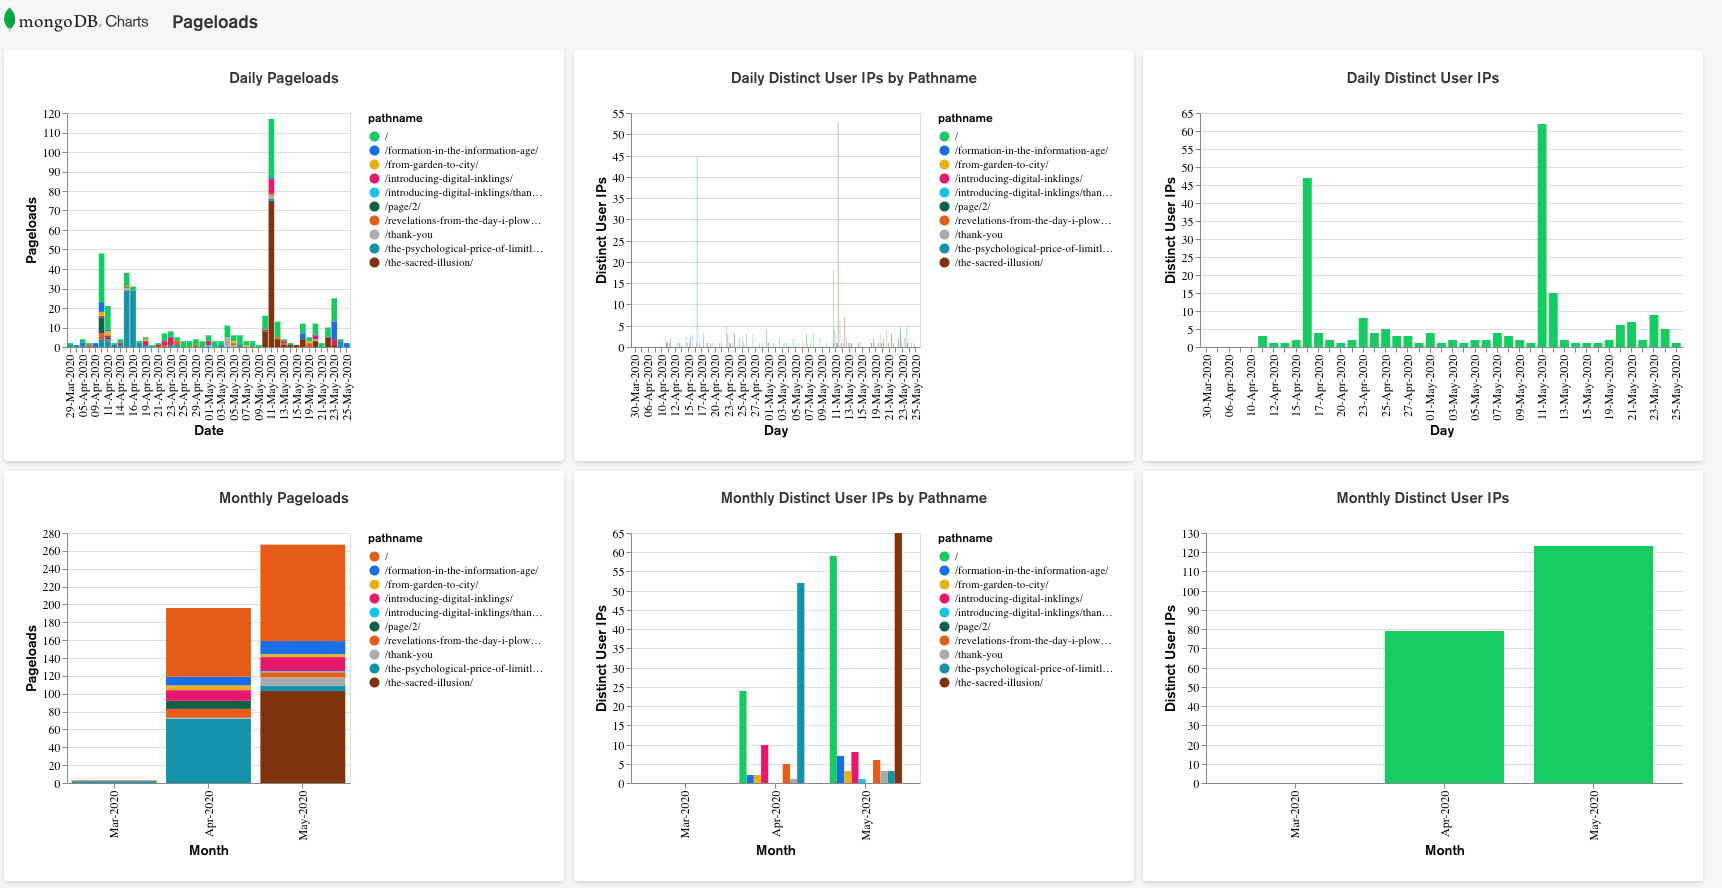 mongoDB. Charts
Pageloads
Daily Pageloads
Pageloads
120
110
100
90
80
70
60
50
40
30
20
10
0
29-Mar-2020
05-Apr-2020
09-Apr-2020
11-Apr-2020
14-Apr-2020
16-Apr-2020
19-Apr-2020
21-Apr-2020
23-Apr-2020
25-Apr-2020
29-Apr-2020
01-May-2020
03-May-2020
05-May-2020
07-May-2020
09-May-2020
11-May-2020
13-May-2020
15-May-2020
19-May-2020
21-May-2020
23-May-2020
25-May-2020
Date
pathname
/
/formation-in-the-information-age/
/from-garden-to-city/
/introducing-digital-inklings/
/introducing-digital-inklings/than…
/page/2/
/revelations-from-the-day-i-plow…
/thank-you
/the-psychological-price-of-limitl…
/the-sacred-illusion/
Daily Distinct User IPs by Pathname
Distinct User IPs
55
50
45
40
35
30
25
20
15
10
5
0
30-Mar-2020
06-Apr-2020
10-Apr-2020
12-Apr-2020
15-Apr-2020
17-Apr-2020
20-Apr-2020
23-Apr-2020
25-Apr-2020
27-Apr-2020
01-May-2020
03-May-2020
05-May-2020
07-May-2020
09-May-2020
11-May-2020
13-May-2020
15-May-2020
19-May-2020
21-May-2020
23-May-2020
25-May-2020
Day
pathname
/
/formation-in-the-information-age/
/from-garden-to-city/
/introducing-digital-inklings/
/introducing-digital-inklings/than…
/page/2/
/revelations-from-the-day-i-plow…
/thank-you
/the-psychological-price-of-limitl…
/the-sacred-illusion/
Daily Distinct User IPs
Distinct User IPs
65
60
55
50
45
40
35
30
25
20
15
10
5
0
30-Mar-2020
06-Apr-2020
10-Apr-2020
12-Apr-2020
15-Apr-2020
17-Apr-2020
20-Apr-2020
23-Apr-2020
25-Apr-2020
27-Apr-2020
01-May-2020
03-May-2020
05-May-2020
07-May-2020
09-May-2020
11-May-2020
13-May-2020
15-May-2020
19-May-2020
21-May-2020
23-May-2020
25-May-2020
Day
Monthly Pageloads
Pageloads
280
260
240
220
200
180
160
140
120
100
80
60
40
20
0
Mar-2020
Apr-2020
May-2020
Month
pathname
/
/formation-in-the-information-age/
/from-garden-to-city/
/introducing-digital-inklings/
/introducing-digital-inklings/than…
/page/2/
/revelations-from-the-day-i-plow…
/thank-you
/the-psychological-price-of-limitl…
/the-sacred-illusion/
Monthly Distinct User IPs by Pathname
Distinct User IPs
65
60
55
50
45
40
35
30
25
20
15
10
5
0
Mar-2020
Apr-2020
May-2020
Month
pathname
/
/formation-in-the-information-age/
/from-garden-to-city/
/introducing-digital-inklings/
/introducing-digital-inklings/than…
/page/2/
/revelations-from-the-day-i-plow…
/thank-you
/the-psychological-price-of-limitl…
/the-sacred-illusion/
Monthly Distinct User IPs
Distinct User IPs
130
120
110
100
90
80
70
60
50
40
30
20
10
0
Mar-2020
Apr-2020
May-2020
Month